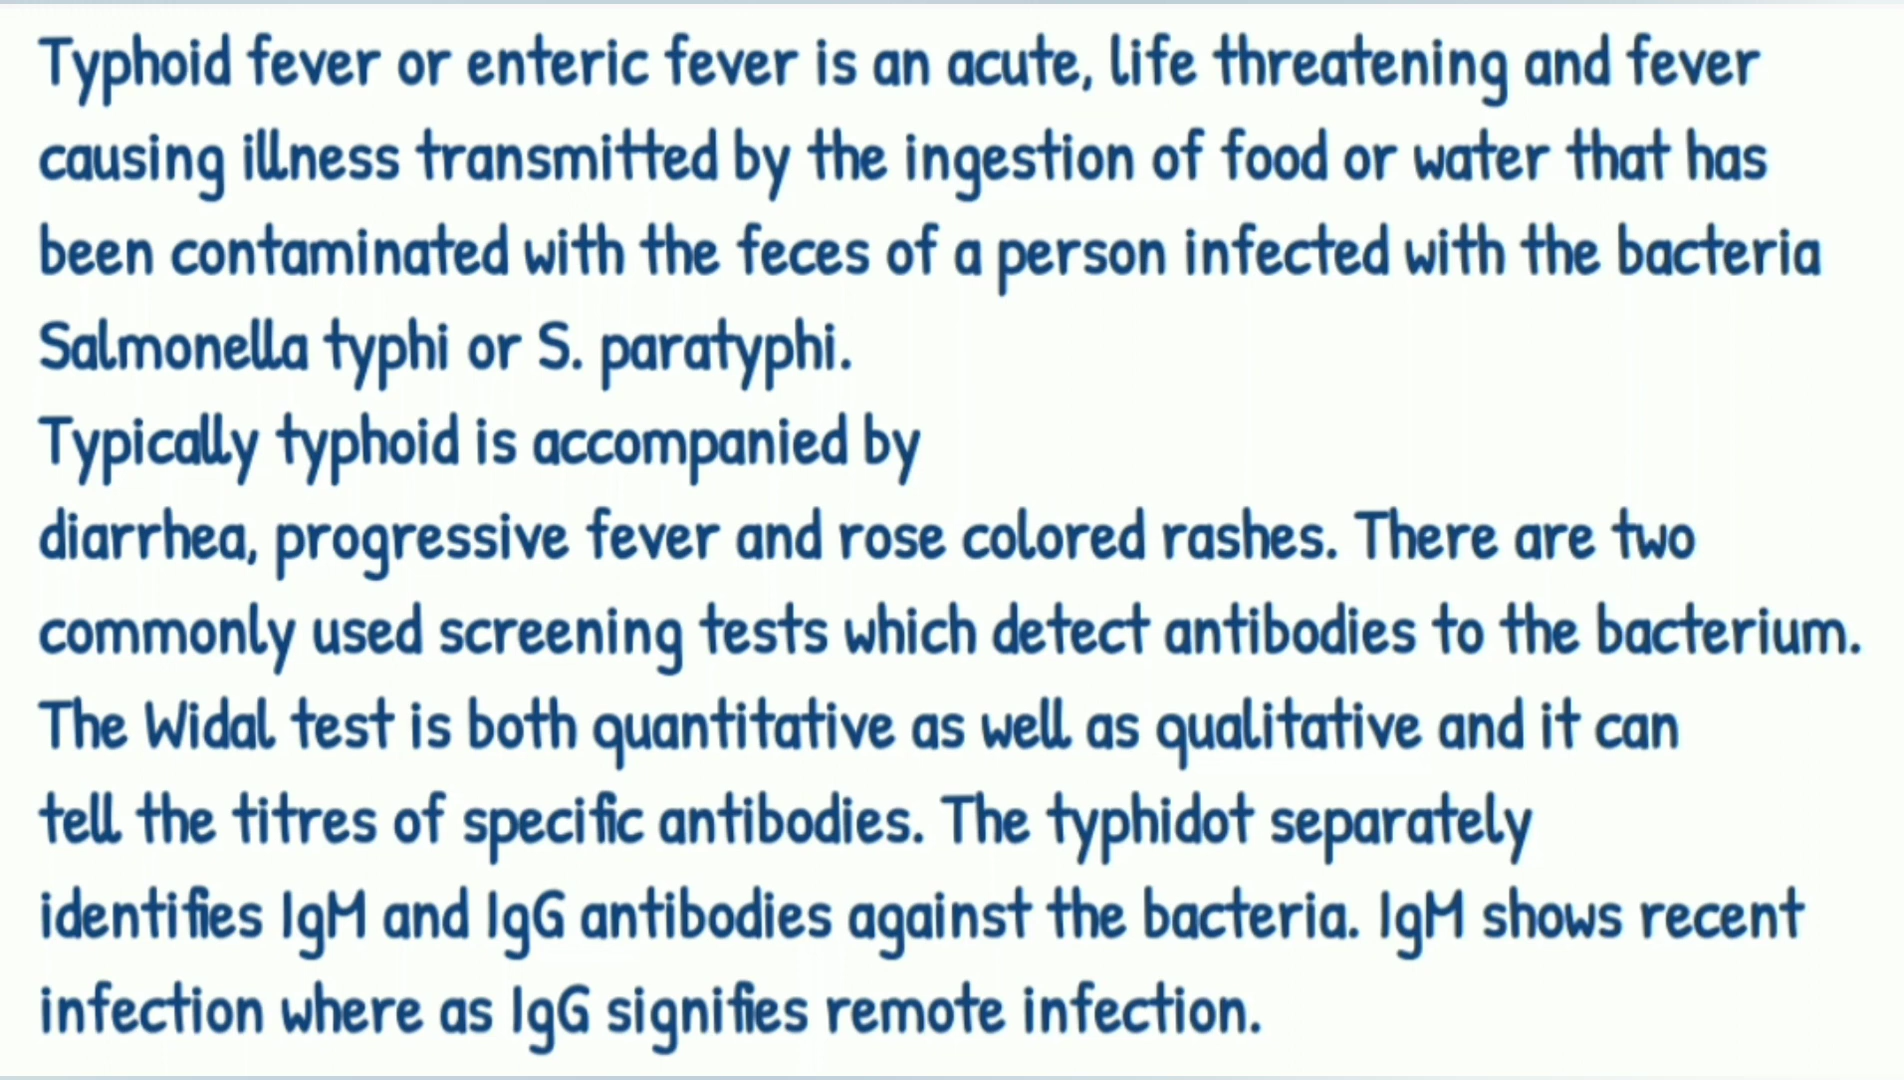 Typhoid fever or enteric fever is an acute, life threatening and fever
causing illness transmitted by the ingestion of food or water that has
been contaminated with the feces of a person infected with the bacteria
Salmonella typhi or S. paratyphi.
Typically typhoid is accompanied by
diarrhea, progressive fever and rose colored rashes. There are two
commonly used screening tests which detect antibodies to the bacterium.
The Widal test is both quantitative as well as qualitative and it can
tell the titres of specific antibodies. The typhidot separately
identifies IgM and IgG antibodies against the bacteria. IgM shows recent
infection where as IgG signifies remote infection.